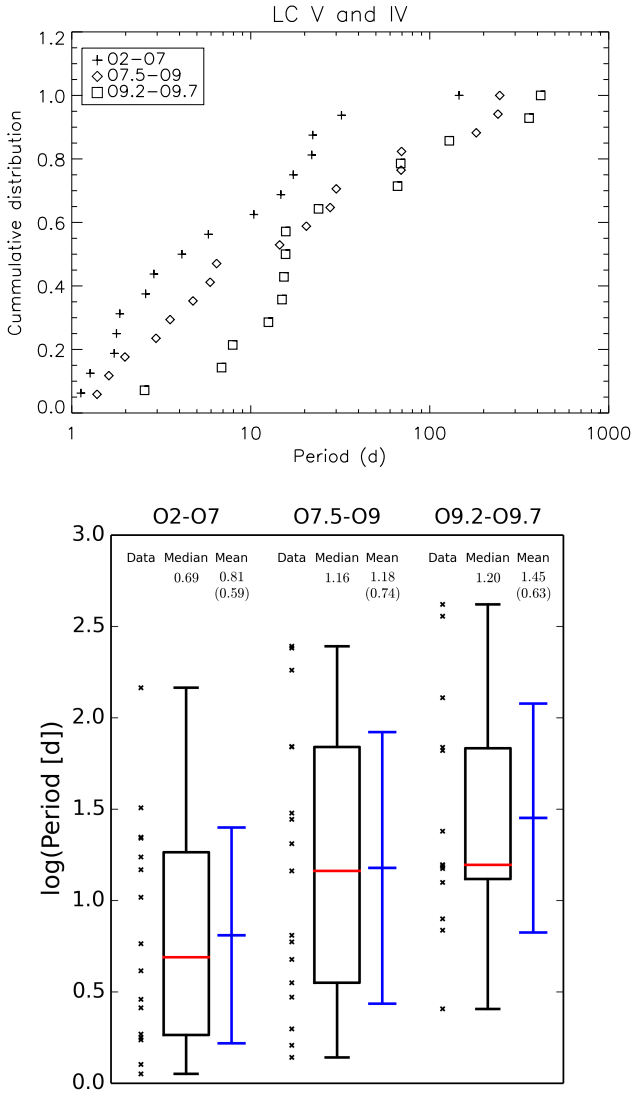 LC V and IV
1.2
1.0
0.8
0.6
0.4
0.2
0.0
Cummulative distribution
O2-O7
O7.5-O9
O9.2-O9.7
1 10 100 1000
Period (d)
O2-O7 O7.5-O9 O9.2-O9.7
3.0
2.5
2.0
1.5
1.0
0.5
0.0
log(Period [d])
Data Median Mean Data Median Mean Data Median Mean
0.69 0.81 1.16 1.18 1.20 1.45
(0.59) (0.74) (0.63)